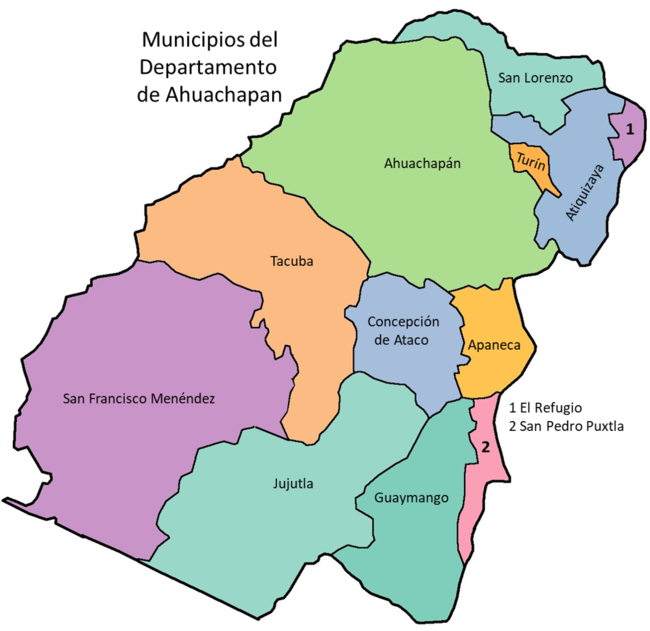 Municipios del
Departamento
de Ahuachapan
San Lorenzo
1
Ahuachapán
Turín
Atiquizaya
Tacuba
Concepción
de Ataco
Apaneca
San Francisco Menéndez
1 El Refugio
2 San Pedro Puxtla
2
Jujutla
Guaymango